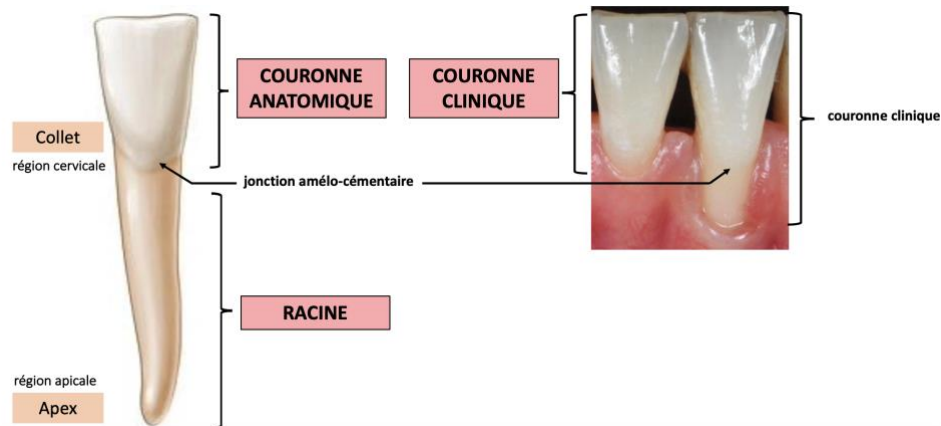 COURONNE
ANATOMIQUE
COURONNE
CLINIQUE
couronne clinique
Collet
région cervicale
jonction amélo-cémentaire
RACINE
région apicale
Apex